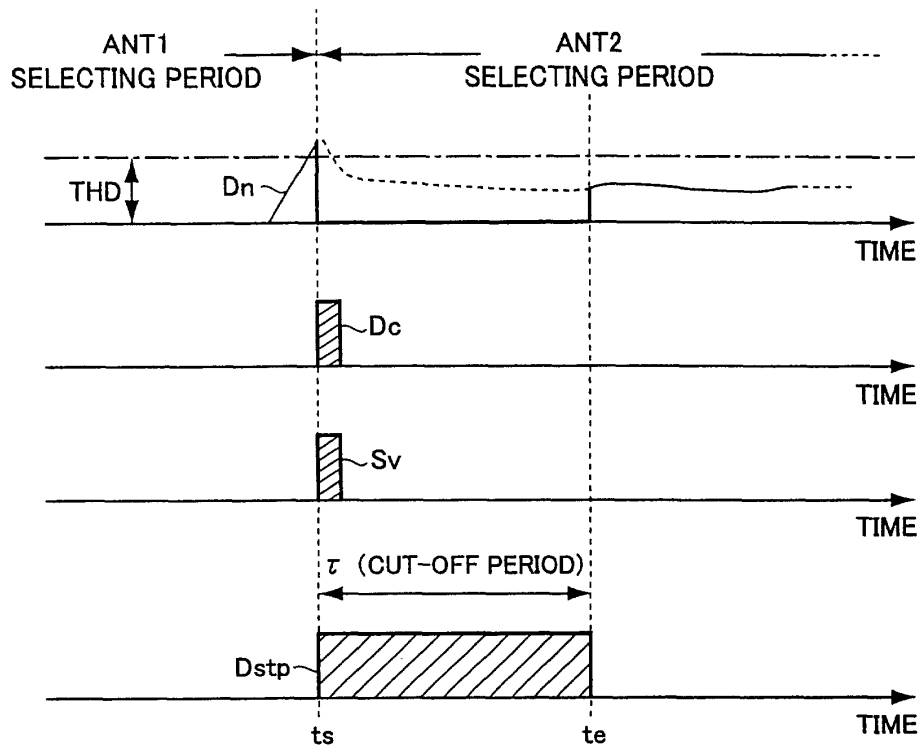 ANT1
SELECTING PERIOD
ANT2
SELECTING PERIOD
THD
Dn
TIME
Dc
TIME
Sv
TIME
τ (CUT-OFF PERIOD)
Dstp
TIME
ts
te